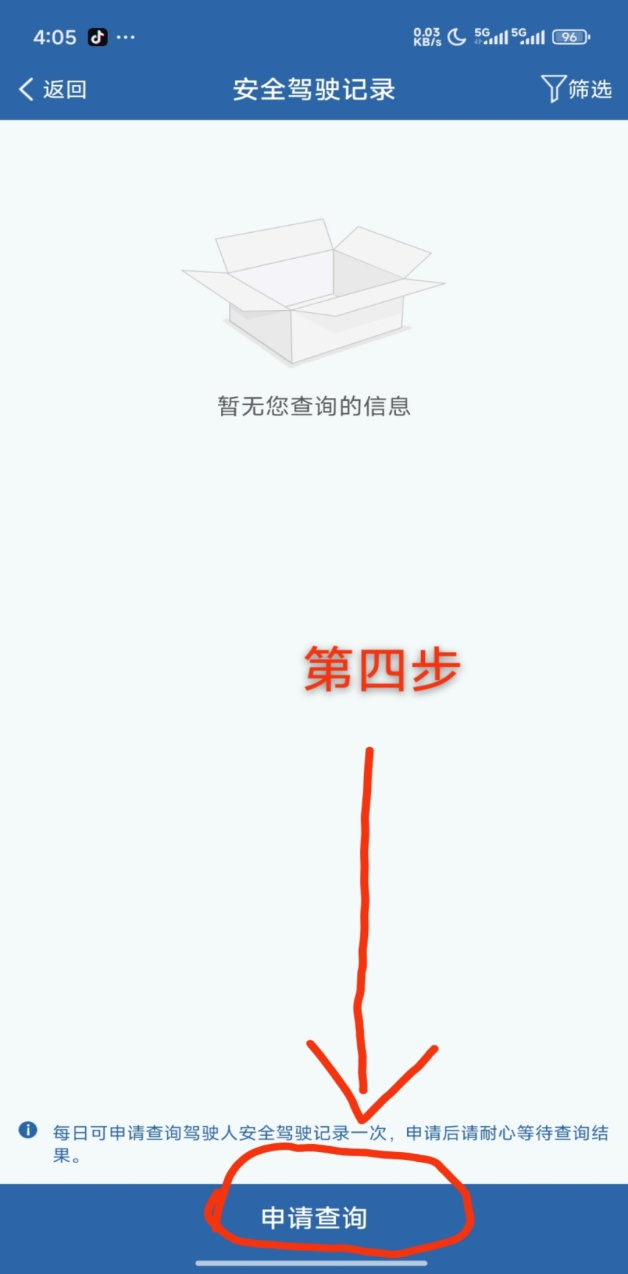 4:05
0.03 KB/s
5G
5G
96
返回
安全驾驶记录
筛选
暂无您查询的信息
第四步
每日可申请查询驾驶人安全驾驶记录一次，申请后请耐心等待查询结
果。
申请查询